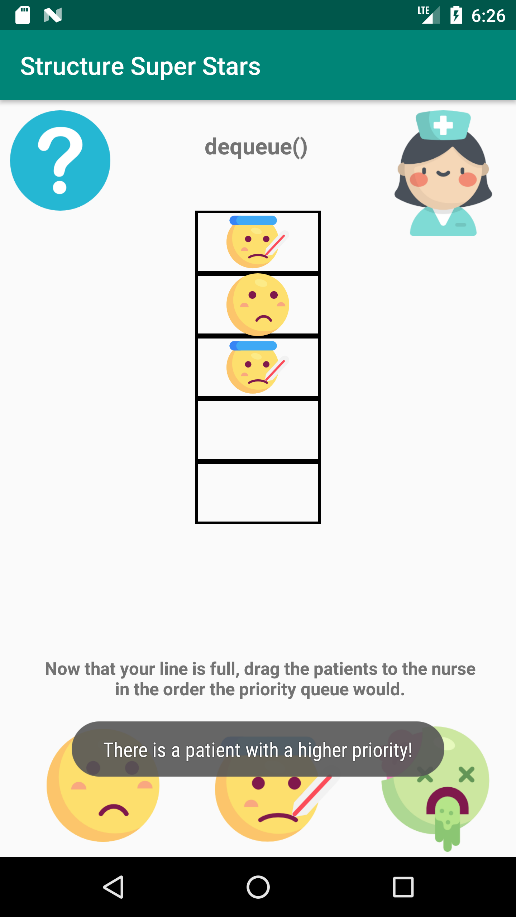 LTE 6:26
Structure Super Stars
?
dequeue()
Now that your line is full, drag the patients to the nurse
in the order the priority queue would.
There is a patient with a higher priority!